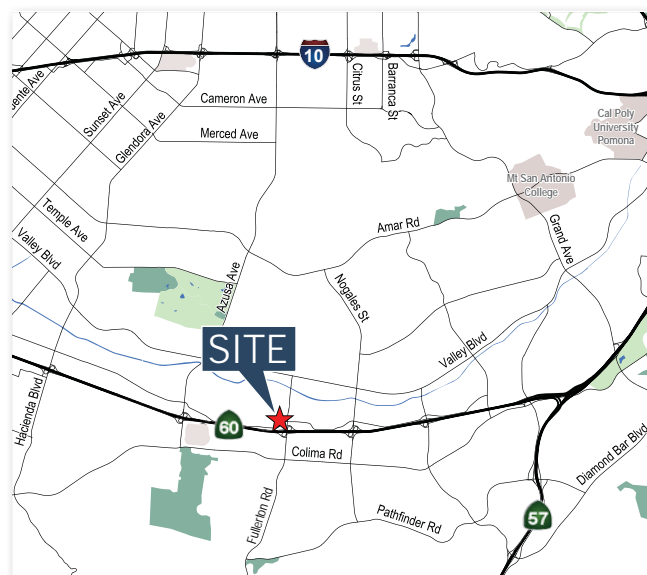 10
Citrus St
Barranca St
ente Ave
Sunset Ave
Cameron Ave
Glendora Ave
Merced Ave
Cal Poly
University
Pomona
Mt San Antonio
College
Temple Ave
Valley Blvd
Amar Rd
Grand Ave
Azusa Ave
Nogales St
Valley Blvd
SITE
Hacienda Blvd
60
Colima Rd
Fullerton Rd
Pathfinder Rd
Diamond Bar Blvd
57